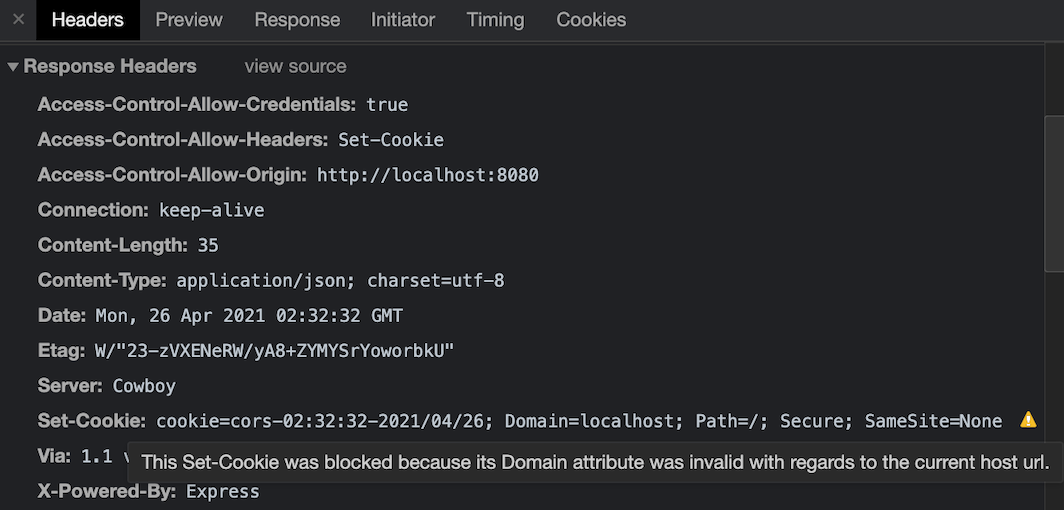 × Headers Preview Response Initiator Timing Cookies
▼ Response Headers view source
Access-Control-Allow-Credentials: true
Access-Control-Allow-Headers: Set-Cookie
Access-Control-Allow-Origin: http://localhost:8080
Connection: keep-alive
Content-Length: 35
Content-Type: application/json; charset=utf-8
Date: Mon, 26 Apr 2021 02:32:32 GMT
Etag: W/"23-zVXENeRW/yA8+ZYMYSrYoworbkU"
Server: Cowboy
Set-Cookie: cookie=cors-02:32:32-2021/04/26; Domain=localhost; Path=/; Secure; SameSite=None
Via: 1.1
This Set-Cookie was blocked because its Domain attribute was invalid with regards to the current host url.
X-Powered-By: Express